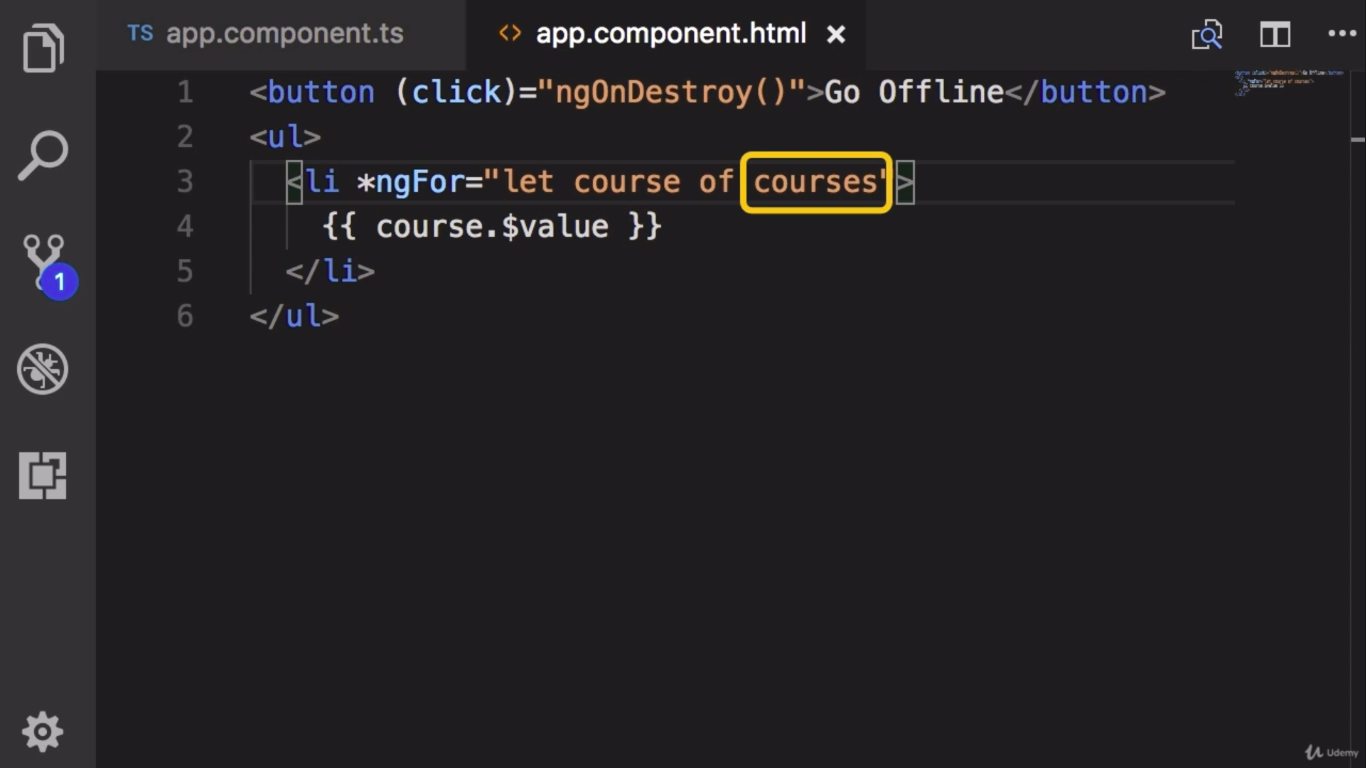 TS app.component.ts <> app.component.html
1 <button (click)="ngOnDestroy()">Go Offline</button>
2 <ul>
3 <li *ngFor="let course of courses">
4 {{ course.$value }}
5 </li>
6 </ul>
1
Udemy